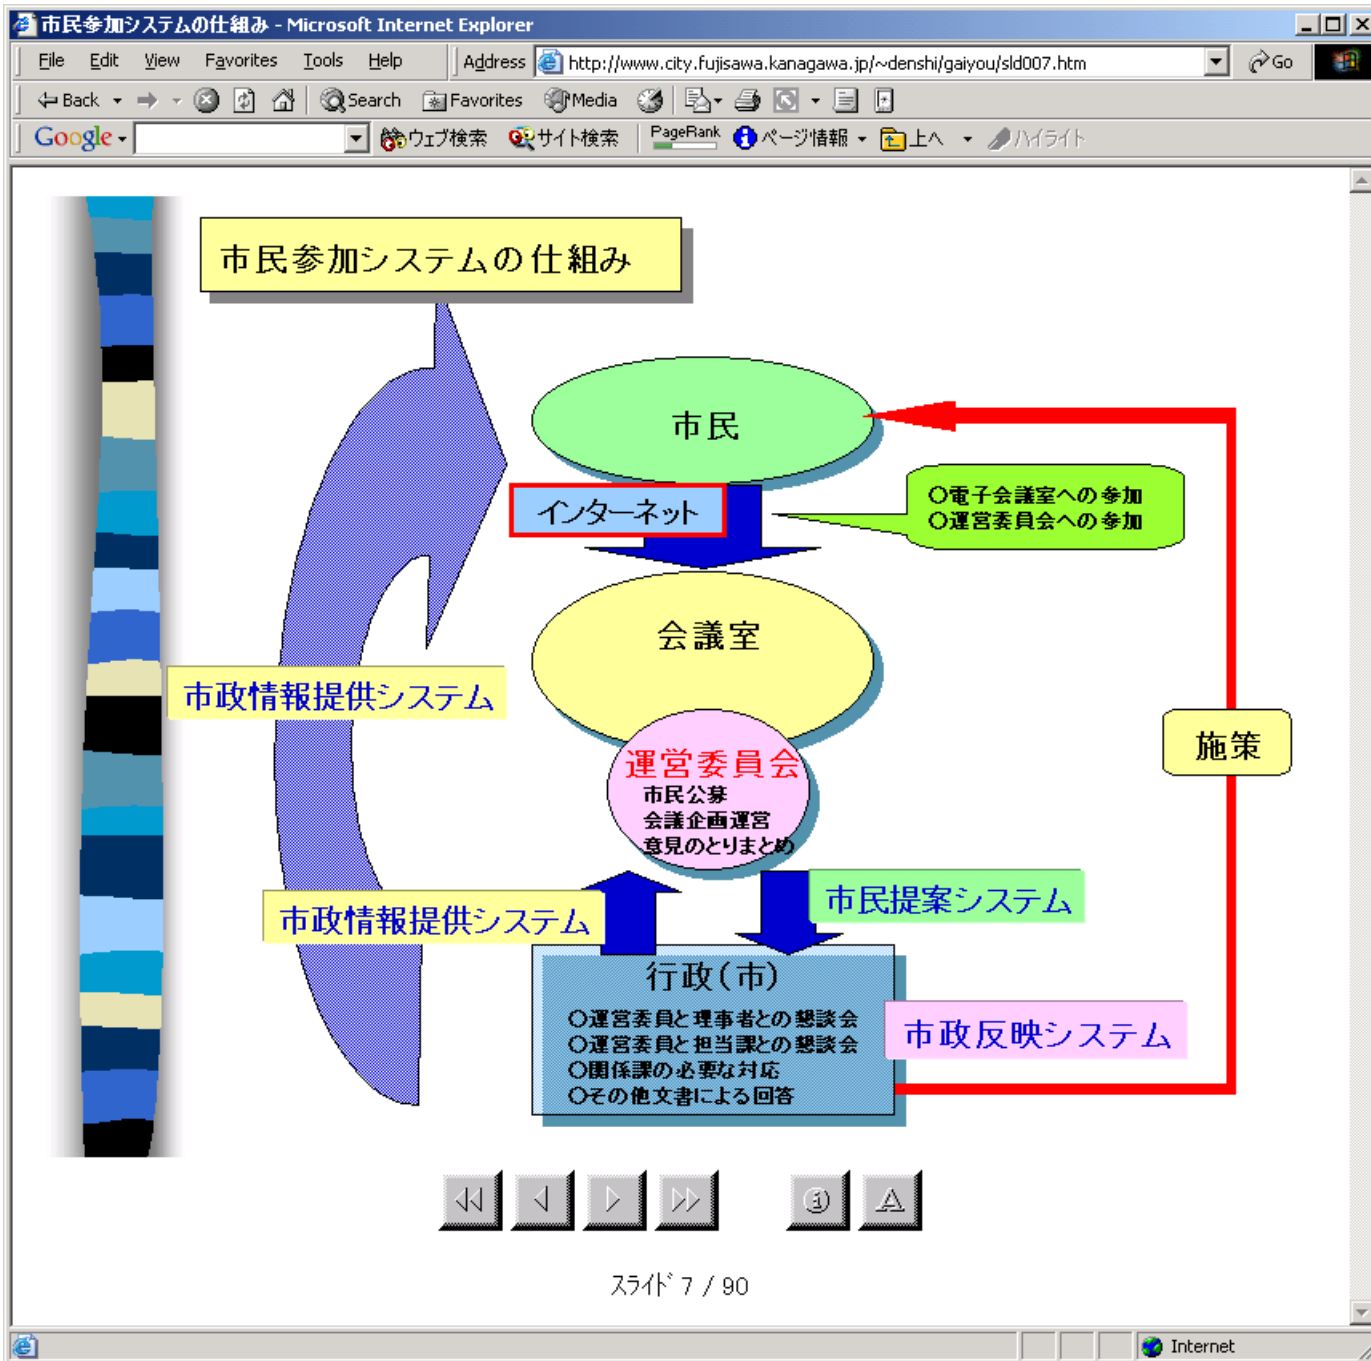 市民参加システムの仕組み - Microsoft Internet Explorer
File Edit View Favorites Tools Help Address http://www.city.fujisawa.kanagawa.jp/~denshi/gaiyou/sld007.htm Go
Back Search Favorites Media
Google ウェブ検索 サイト検索 PageRank ページ情報 上へ ハイライト
市民参加システムの仕組み
市民
インターネット
○電子会議室への参加
○運営委員会への参加
会議室
市政情報提供システム
施策
運営委員会
市民公募
会議企画運営
意見のとりまとめ
市民提案システム
市政情報提供システム
行政(市)
○運営委員と理事者との懇談会
○運営委員と担当課との懇談会
○関係課の必要な対応
○その他文書による回答
市政反映システム
スライド 7 / 90
Internet